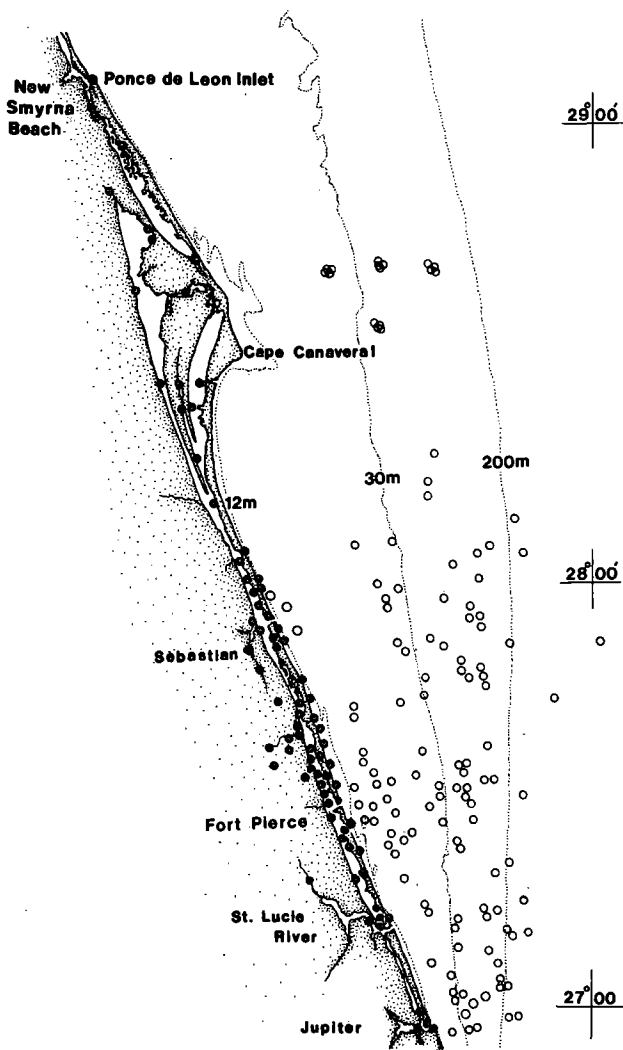 Ponce de Leon Inlet
New
Smyrna
Beach
29°00′
Cape Canaveral
200m
30m
12m
28°00′
Sebastian
Fort Pierce
St. Lucie
River
27°00′
Jupiter